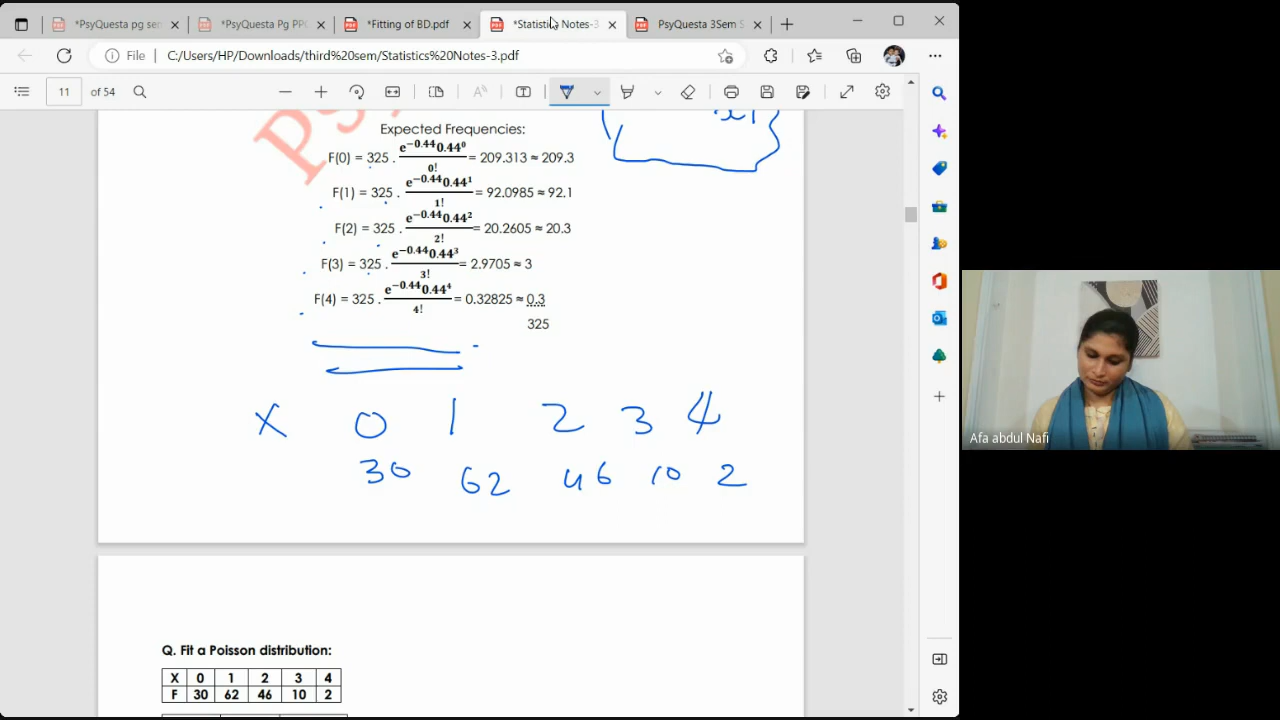 *PsyQuesta pg sem
*PsyQuesta Pg PP
*Fitting of BD.pdf
*Statistics Notes-3
PsyQuesta 3Sem S
File C:/Users/HP/Downloads/third%20sem/Statistics%20Notes-3.pdf
11 of 54
Expected Frequencies:
F(0) = 325 . e^−0.44 0.44^0 / 0! = 209.313 ≈ 209.3
F(1) = 325 . e^−0.44 0.44^1 / 1! = 92.0985 ≈ 92.1
F(2) = 325 . e^−0.44 0.44^2 / 2! = 20.2605 ≈ 20.3
F(3) = 325 . e^−0.44 0.44^3 / 3! = 2.9705 ≈ 3
F(4) = 325 . e^−0.44 0.44^4 / 4! = 0.32825 ≈ 0.3
325
X 0 1 2 3 4
30 62 46 10 2
Q. Fit a Poisson distribution:
X 0 1 2 3 4
F 30 62 46 10 2
Afa abdul Nafi